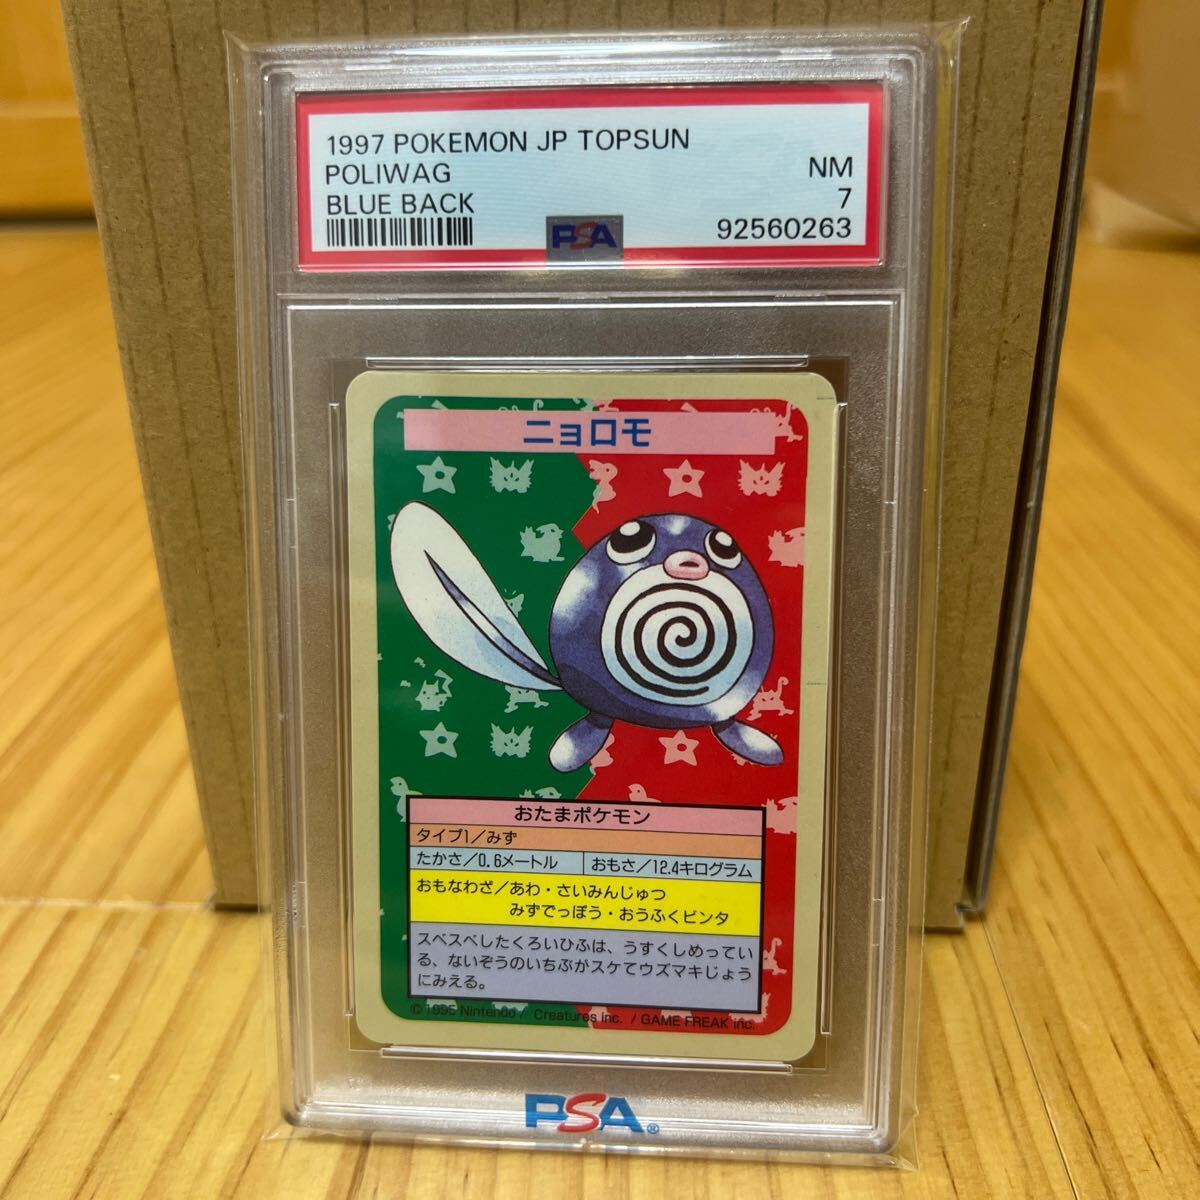 1997 POKEMON JP TOPSUN
POLIWAG
BLUE BACK
NM
7
92560263
PSA
ニョロモ
おたまポケモン
タイプ1/みず
たかさ/0.6メートル
おもさ/12.4キログラム
おもなわざ/あわ・さいみんじゅつ
みずでっぽう・おうふくビンタ
スベスベしたくろいひふは、うすくしめってい
る、ないぞうのいちぶがスケてウズマキじょう
にみえる。
© 1995 Nintendo / Creatures inc. / GAME FREAK inc.
PSA®